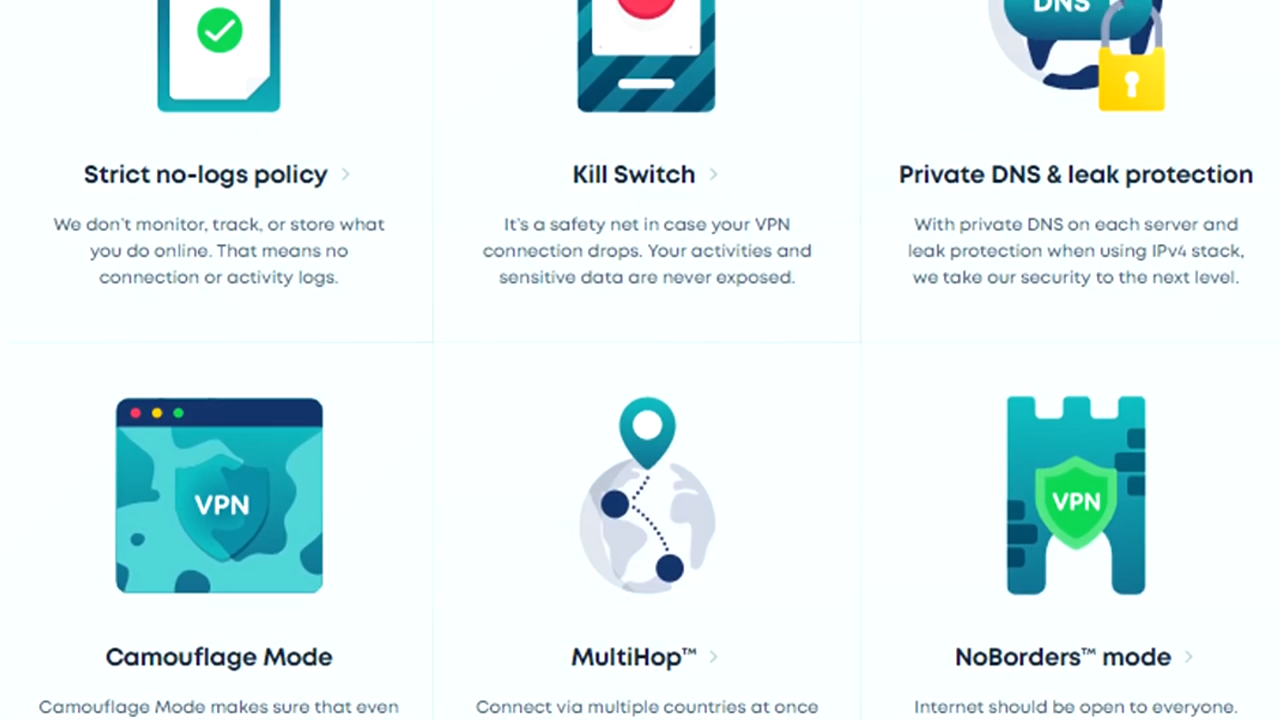 DNS
Strict no-logs policy
We don't monitor, track, or store what
you do online. That means no
connection or activity logs.
Kill Switch
It's a safety net in case your VPN
connection drops. Your activities and
sensitive data are never exposed.
Private DNS & leak protection
With private DNS on each server and
leak protection when using IPv4 stack,
we take our security to the next level.
VPN
Camouflage Mode
Camouflage Mode makes sure that even
MultiHop™
Connect via multiple countries at once
VPN
NoBorders™ mode
Internet should be open to everyone.